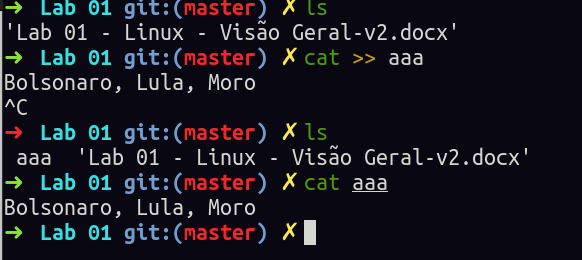 ➜ Lab 01 git:(master) ✗ ls
'Lab 01 - Linux - Visão Geral-v2.docx'
➜ Lab 01 git:(master) ✗ cat >> aaa
Bolsonaro, Lula, Moro
^C
➜ Lab 01 git:(master) ✗ ls
aaa 'Lab 01 - Linux - Visão Geral-v2.docx'
➜ Lab 01 git:(master) ✗ cat aaa
Bolsonaro, Lula, Moro
➜ Lab 01 git:(master) ✗